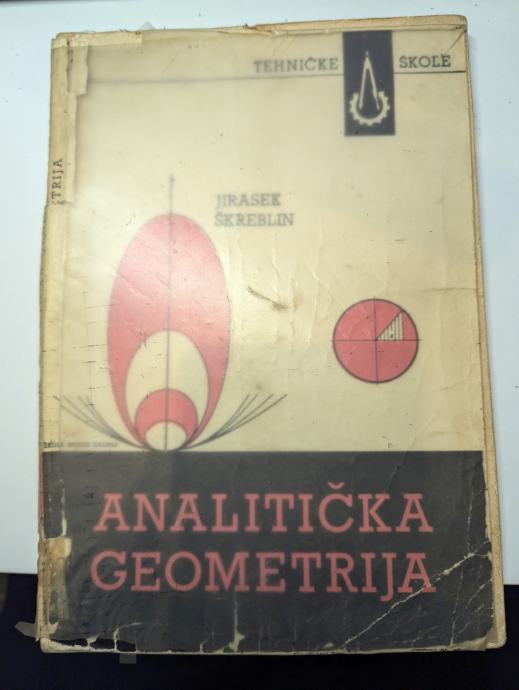 TEHNIČKE ŠKOLE
JIRASEK
ŠKREBLIN
TRIJA
ANALITIČKA
GEOMETRIJA